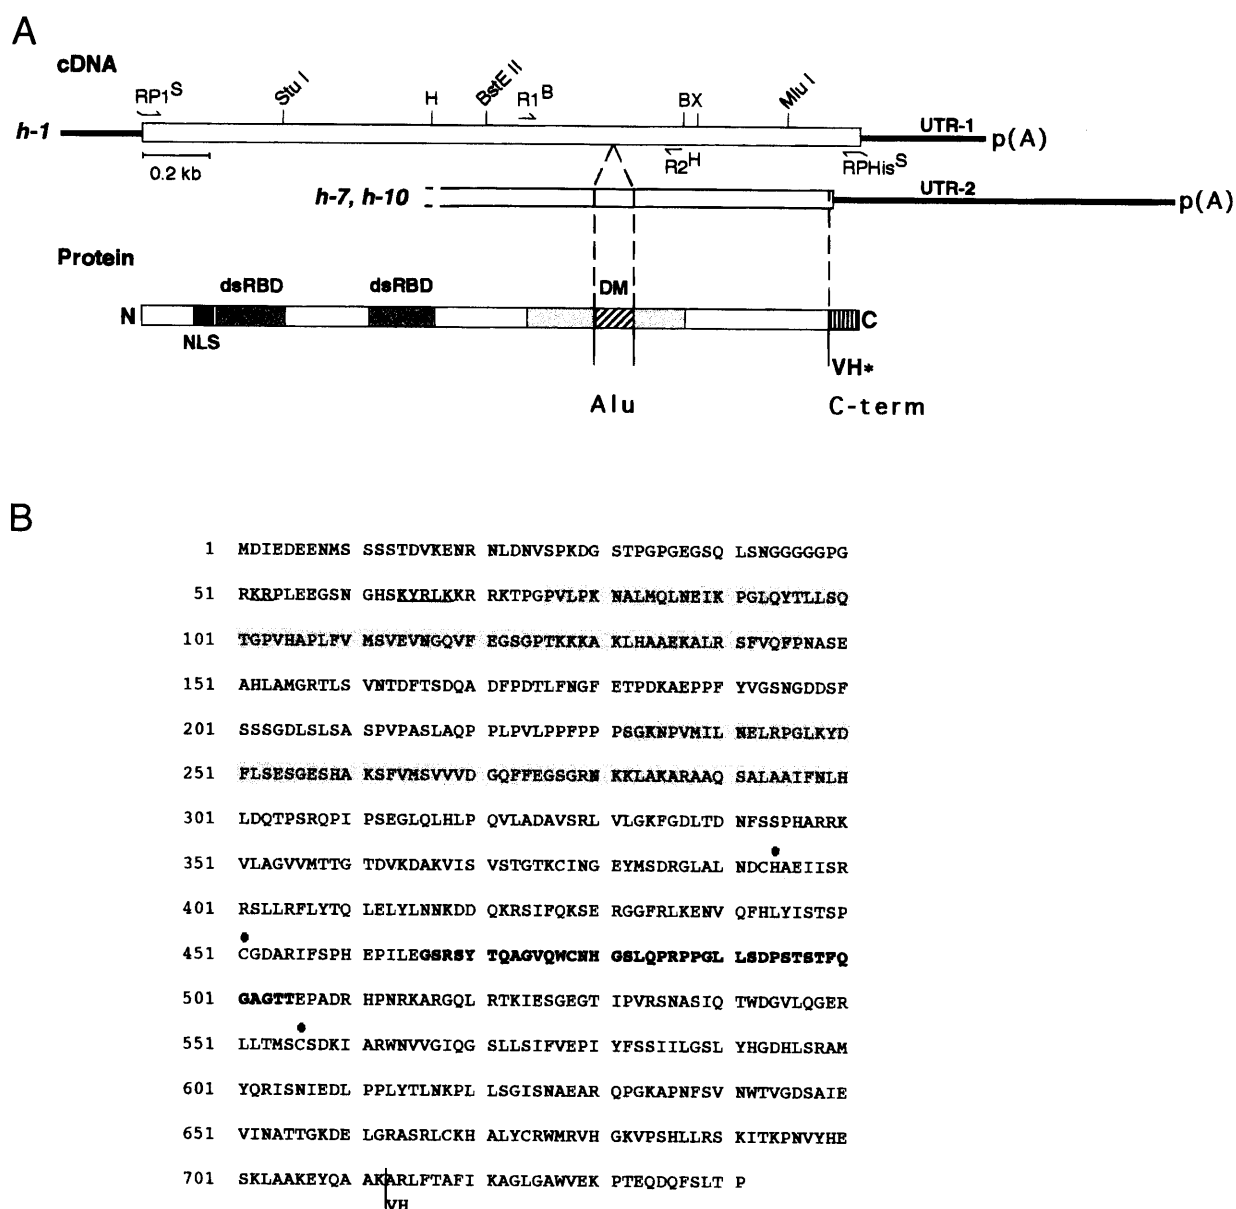 A
cDNA
RP1S
Stu I
H
BstE II
R1B
BX
Mlu I
h-1
UTR-1
p(A)
0.2 kb
R2H
RPHisS
h-7, h-10
UTR-2
p(A)
Protein
dsRBD
dsRBD
DM
N
C
NLS
VH*
Alu
C-term
B
1 MDIEDEENMS SSSTDVKENR NLDNVSPKDG STPGPGEGSQ LSNGGGGGPG
51 RKRPLEEGSN GHSKYRLKKR RKTPGPVLPK NALMQLNEIK PGLQYTLLSQ
101 TGPVHAPLFV MSVEVNGQVF EGSGPTKKKA KLHAAEKALR SFVQFPNASE
151 AHLAMGRTLS VNTDFTSDQA DFPDTLFNGF ETPDKAEPPF YVGSNGDDSF
201 SSSGDLSLSA SPVPASLAQP PLPVLPPFPP PSGKNPVMIL NELRPGLKYD
251 FLSESGESHA KSFVMSVVVD GQFFEGSGRN KKLAKARAAQ SALAAIFNLH
301 LDQTPSRQPI PSEGLQLHLP QVLADAVSRL VLGKFGDLTD NFSSPHARRK
351 VLAGVVMTTG TDVKDAKVIS VSTGTKCING EYMSDRGLAL NDCHAEIISR
401 RSLLRFLYTQ LELYLNNKDD QKRSIFQKSE RGGFRLKENV QFHLYISTSP
451 CGDARIFSPH EPILEGSRSY TQAGVQWCNH GSLQPRPPGL LSDPSTSTFQ
501 GAGTTEPADR HPNRKARGQL RTKIESGEGT IPVRSNASIQ TWDGVLQGER
551 LLTMSCSDKI ARWNVVGIQG SLLSIFVEPI YFSSIILGSL YHGDHLSRAM
601 YQRISNIEDL PPLYTLNKPL LSGISNAEAR QPGKAPNFSV NWTVGDSAIE
651 VINATTGKDE LGRASRLCKH ALYCRWMRVH GKVPSHLLRS KITKPNVYHE
701 SKLAAKEYQA AKARLFTAFI KAGLGAWVEK PTEQDQFSLT P
VH